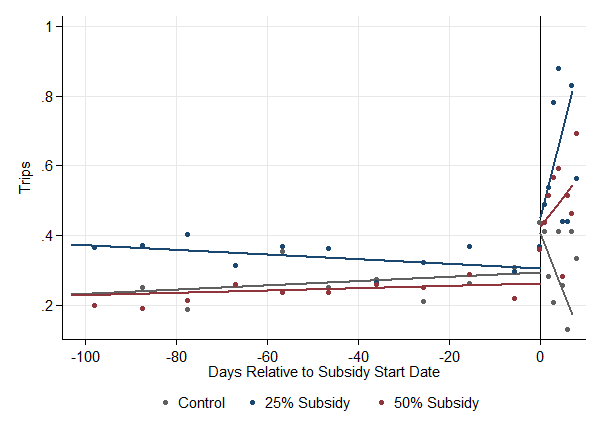 Trips
1
.8
.6
.4
.2
-100 -80 -60 -40 -20 0
Days Relative to Subsidy Start Date
Control 25% Subsidy 50% Subsidy